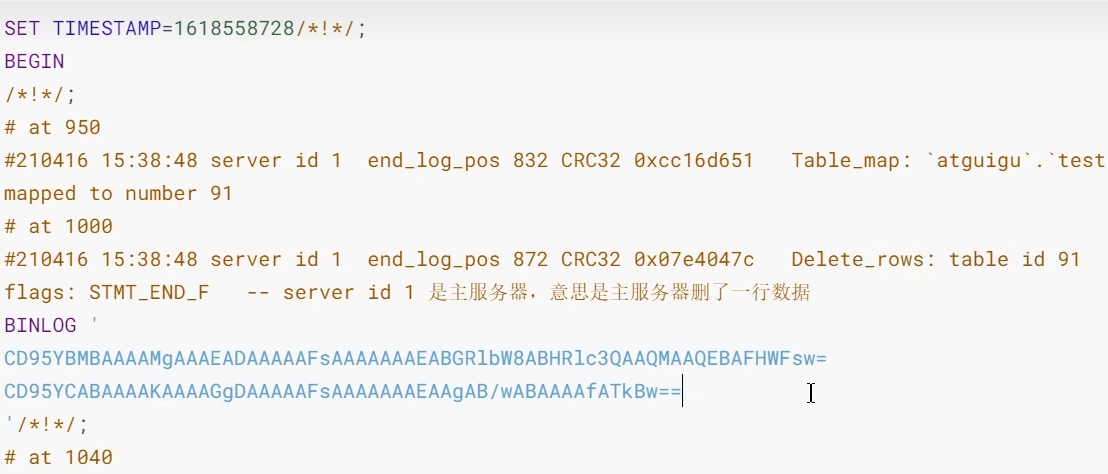 SET TIMESTAMP=1618558728/*!*/;
BEGIN
/*!*/;
# at 950
#210416 15:38:48 server id 1  end_log_pos 832 CRC32 0xcc16d651   Table_map: `atguigu`.`test
mapped to number 91
# at 1000
#210416 15:38:48 server id 1  end_log_pos 872 CRC32 0x07e4047c   Delete_rows: table id 91
flags: STMT_END_F   -- server id 1 是主服务器，意思是主服务器删了一行数据
BINLOG '
CD95YBMBAAAAMgAAAEADAAAAAFsAAAAAAAEABGRlbW8ABHRlc3QAAQMAAQEBAFHWFsw=
CD95YCABAAAAKAAAAGgDAAAAAFsAAAAAAAEAAgAB/wABAAAAfATkBw==
'/*!*/;
# at 1040